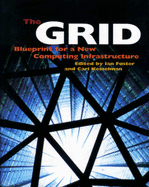 The
GRID
Blueprint for a New
Computing Infrastructure
Edited by Ian Foster
and Carl Kesselman